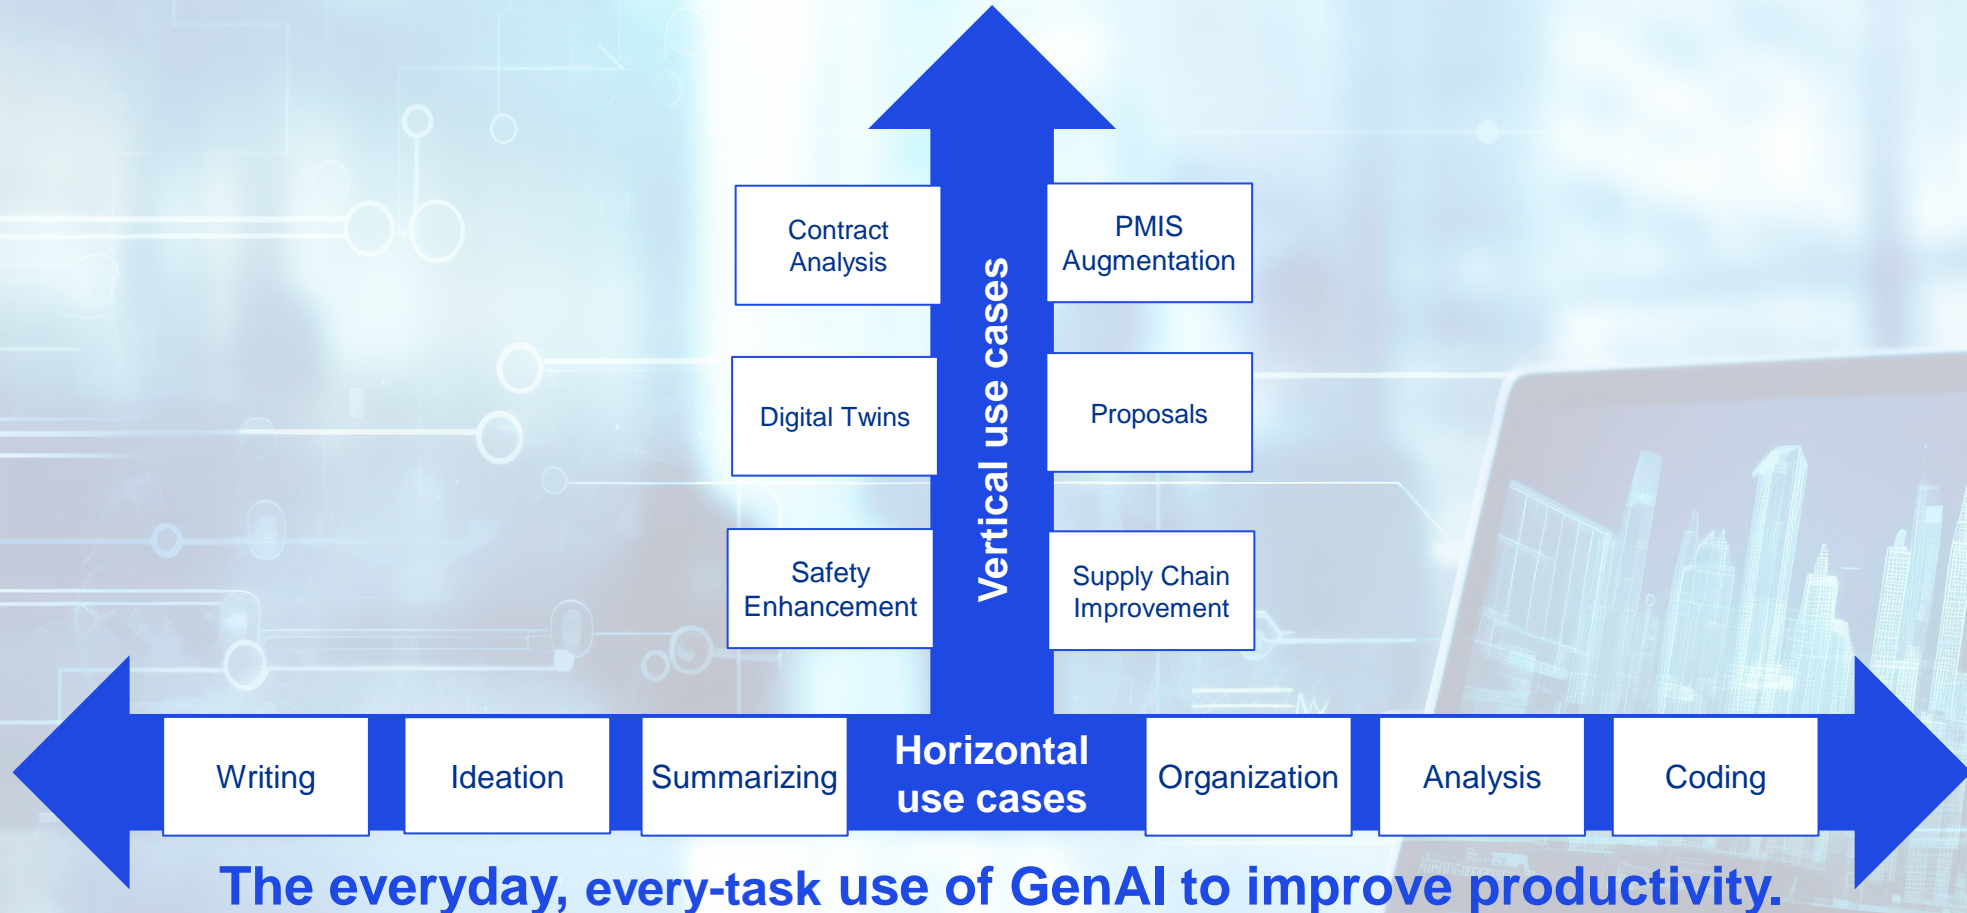 Contract
Analysis
PMIS
Augmentation
Vertical use cases
Digital Twins
Proposals
Safety
Enhancement
Supply Chain
Improvement
Writing
Ideation
Summarizing
Horizontal
use cases
Organization
Analysis
Coding
The everyday, every-task use of GenAI to improve productivity.